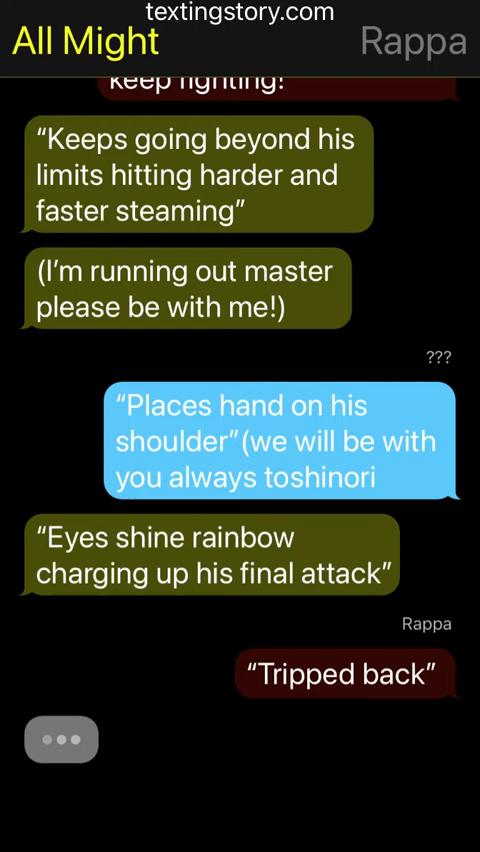 textingstory.com
All Might
Rappa
keep fighting!
“Keeps going beyond his
limits hitting harder and
faster steaming”
(I’m running out master
please be with me!)
???
“Places hand on his
shoulder”(we will be with
you always toshinori
“Eyes shine rainbow
charging up his final attack”
Rappa
“Tripped back”